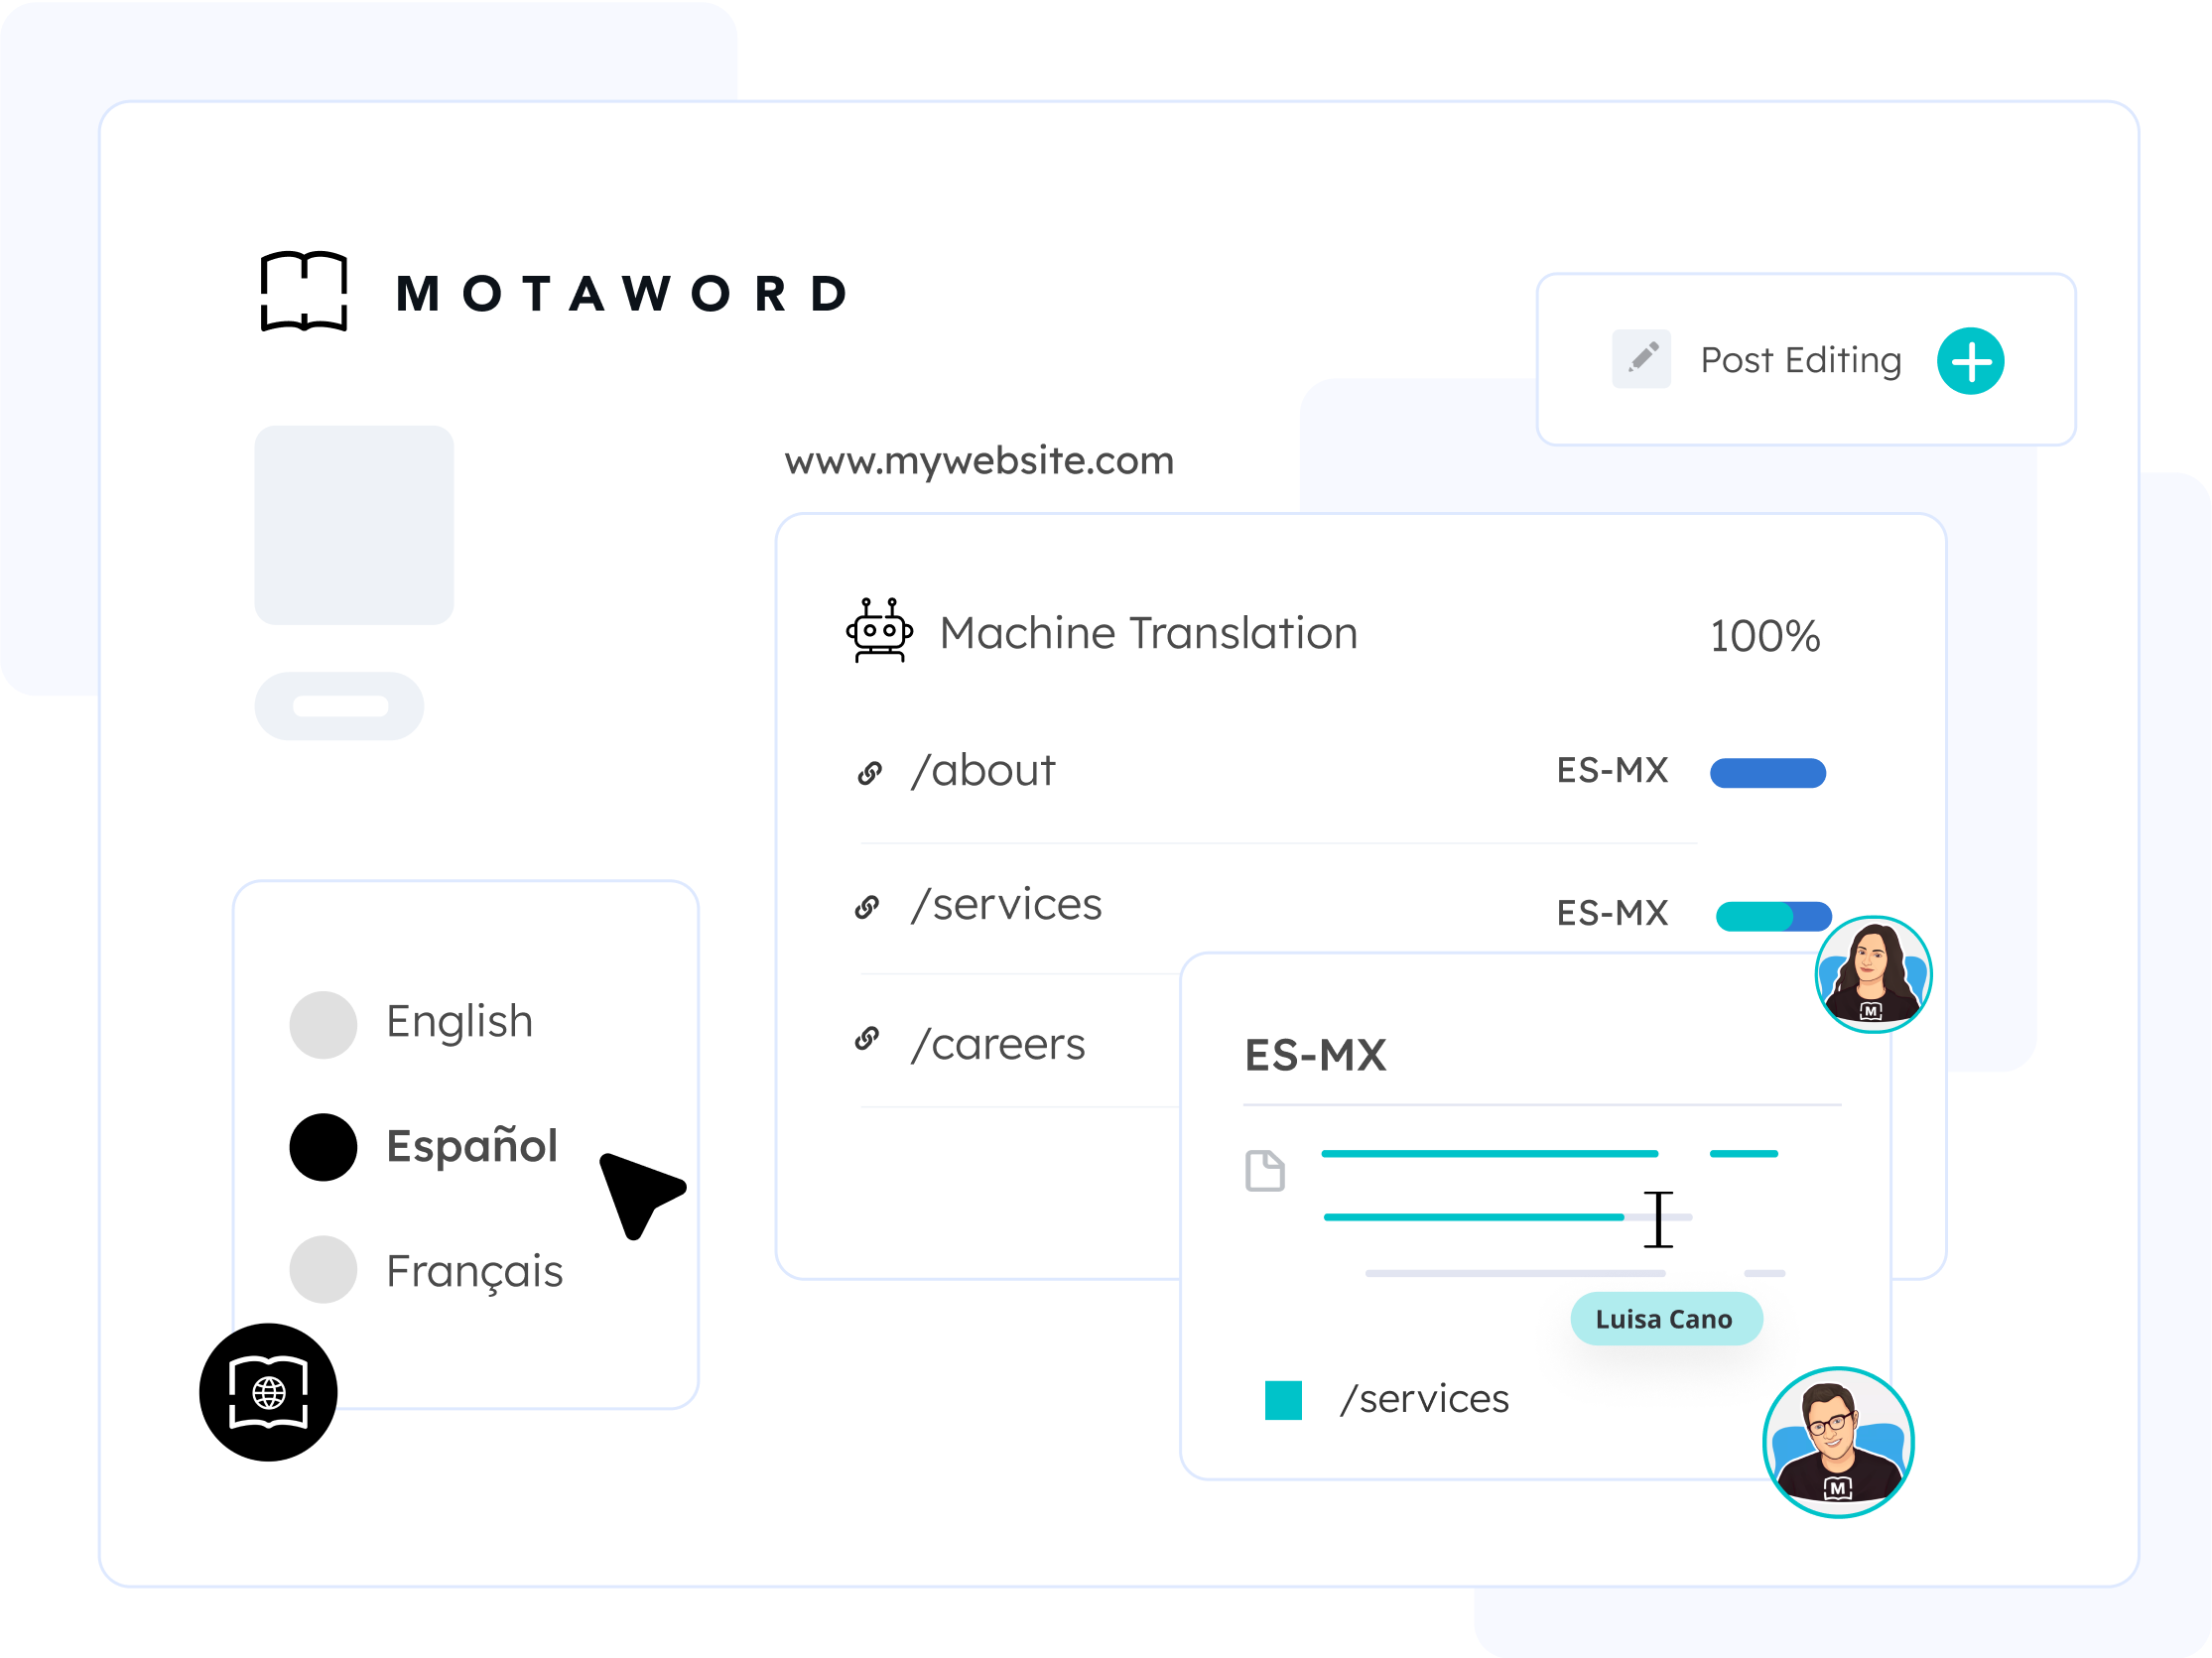 MOTAWORD
Post Editing
www.mywebsite.com
Machine Translation 100%
/about ES-MX
/services ES-MX
/careers
English
Español
Français
ES-MX
Luisa Cano
/services
M
M